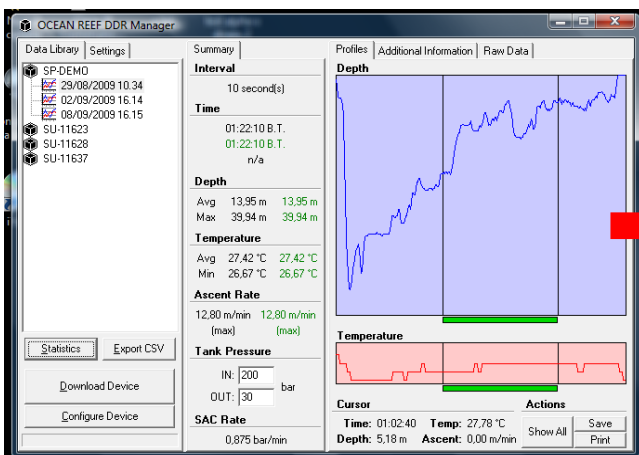 OCEAN REEF DDR Manager
Data Library
Settings
SP-DEMO
29/08/2009 10.34
02/09/2009 16.14
08/09/2009 16.15
SU-11623
SU-11628
SU-11637
Statistics
Export CSV
Download Device
Configure Device
Summary
Interval
10 second(s)
Time
01:22:10 B.T.
01:22:10 B.T.
n/a
Depth
Avg 13,95 m 13,95 m
Max 39,94 m 39,94 m
Temperature
Avg 27,42 °C 27,42 °C
Min 26,67 °C 26,67 °C
Ascent Rate
12,80 m/min 12,80 m/min
(max) (max)
Tank Pressure
IN: 200
bar
OUT: 30
SAC Rate
0,875 bar/min
Profiles
Additional Information
Raw Data
Depth
Temperature
Cursor
Time: 01:02:40 Temp: 27,78 °C
Depth: 5,18 m Ascent: 0,00 m/min
Actions
Show All
Save
Print